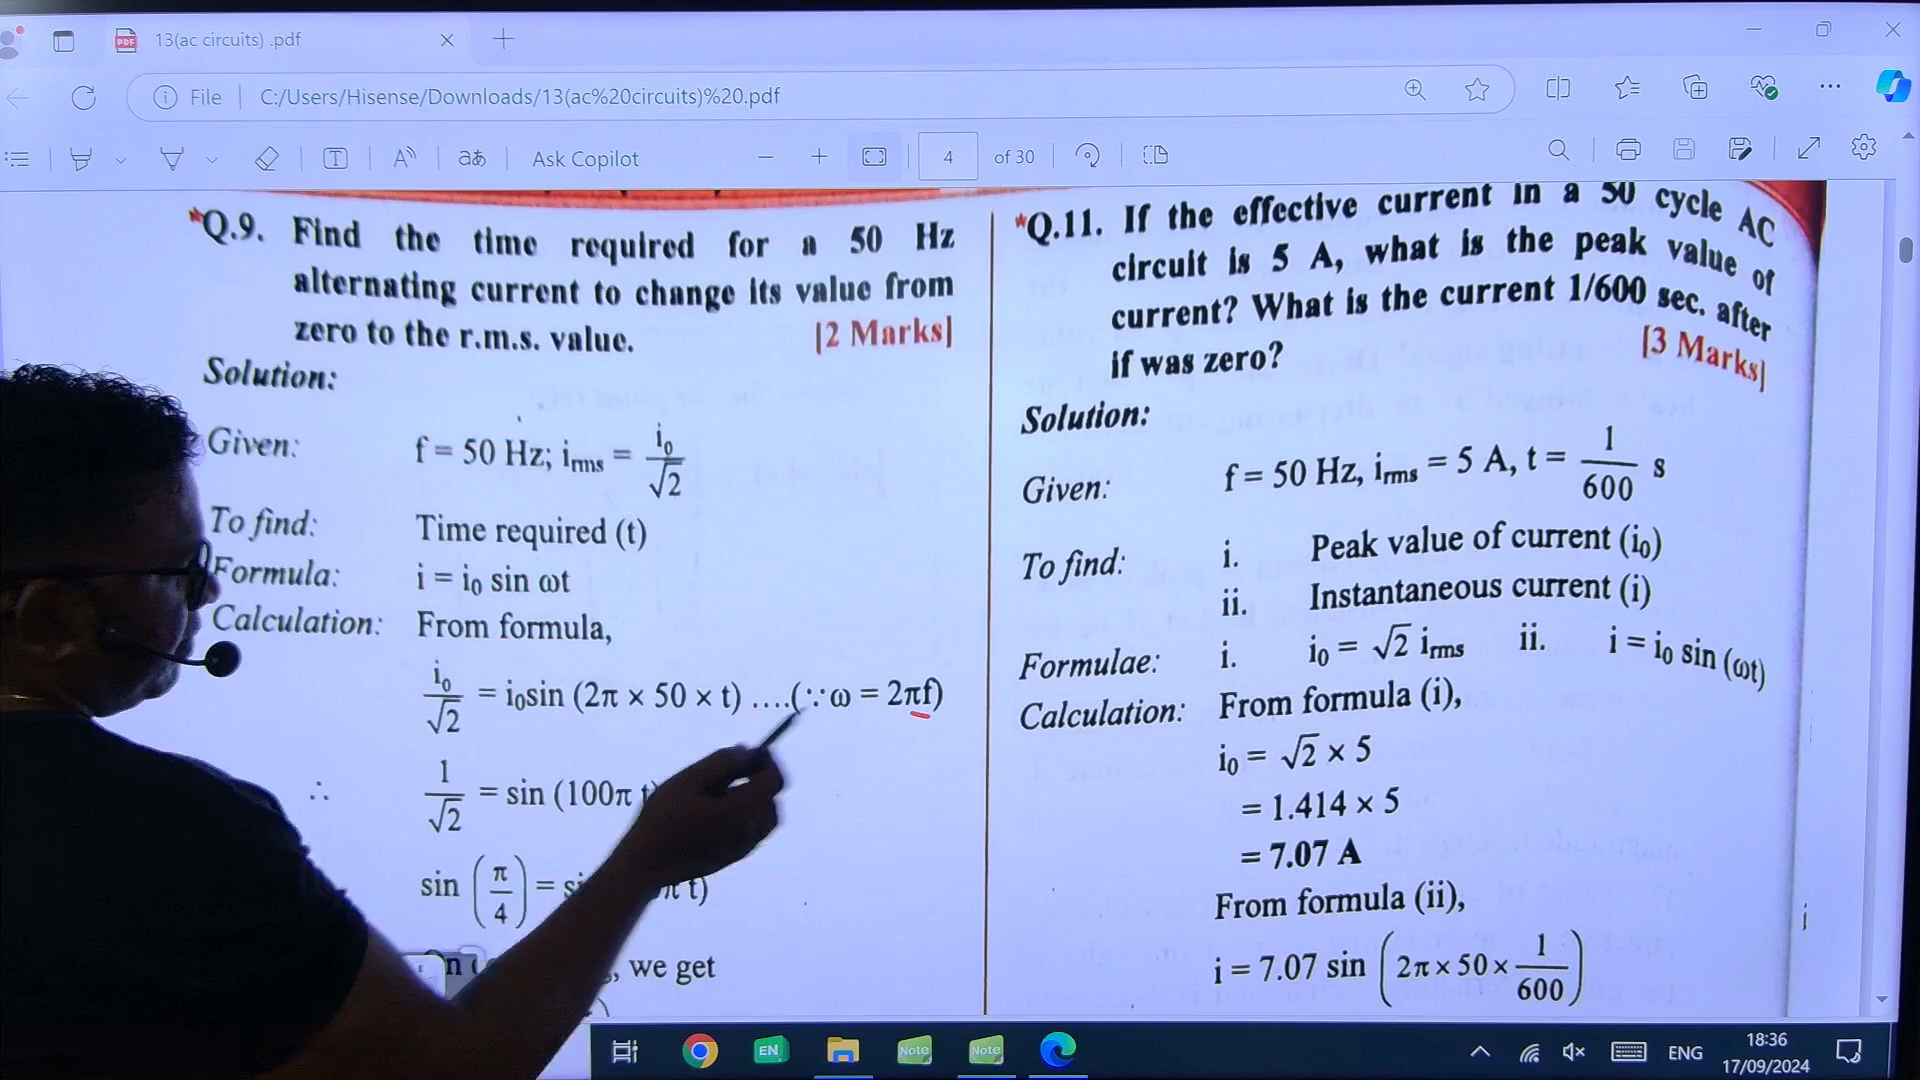 13(ac circuits) .pdf
File
C:/Users/Hisense/Downloads/13(ac%20circuits)%20.pdf
Ask Copilot
4
of 30
*Q.9. Find the time required for a 50 Hz
alternating current to change its value from
zero to the r.m.s. value. [2 Marks]
Solution:
Given: f = 50 Hz; i_rms = i₀/√2
To find: Time required (t)
Formula: i = i₀ sin ωt
Calculation: From formula,
i₀/√2 = i₀sin (2π × 50 × t) ....(∵ω = 2πf)
∴ 1/√2 = sin (100π t)
sin (π/4) = π t)
, we get
*Q.11. If the effective current in a 50 cycle AC
circuit is 5 A, what is the peak value of
current? What is the current 1/600 sec. after
if was zero? [3 Marks]
Solution:
Given: f = 50 Hz, i_rms = 5 A, t = 1/600 s
To find: i. Peak value of current (i₀)
ii. Instantaneous current (i)
Formulae: i. i₀ = √2 i_rms ii. i = i₀ sin (ωt)
Calculation: From formula (i),
i₀ = √2 × 5
= 1.414 × 5
= 7.07 A
From formula (ii),
i = 7.07 sin (2π × 50 × 1/600)
EN
Note
Note
ENG
18:36
17/09/2024